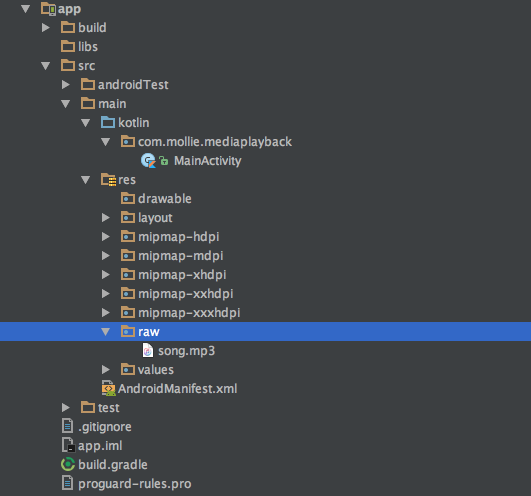 app
build
libs
src
androidTest
main
kotlin
com.mollie.mediaplayback
MainActivity
res
drawable
layout
mipmap-hdpi
mipmap-mdpi
mipmap-xhdpi
mipmap-xxhdpi
mipmap-xxxhdpi
raw
song.mp3
values
AndroidManifest.xml
test
.gitignore
app.iml
build.gradle
proguard-rules.pro